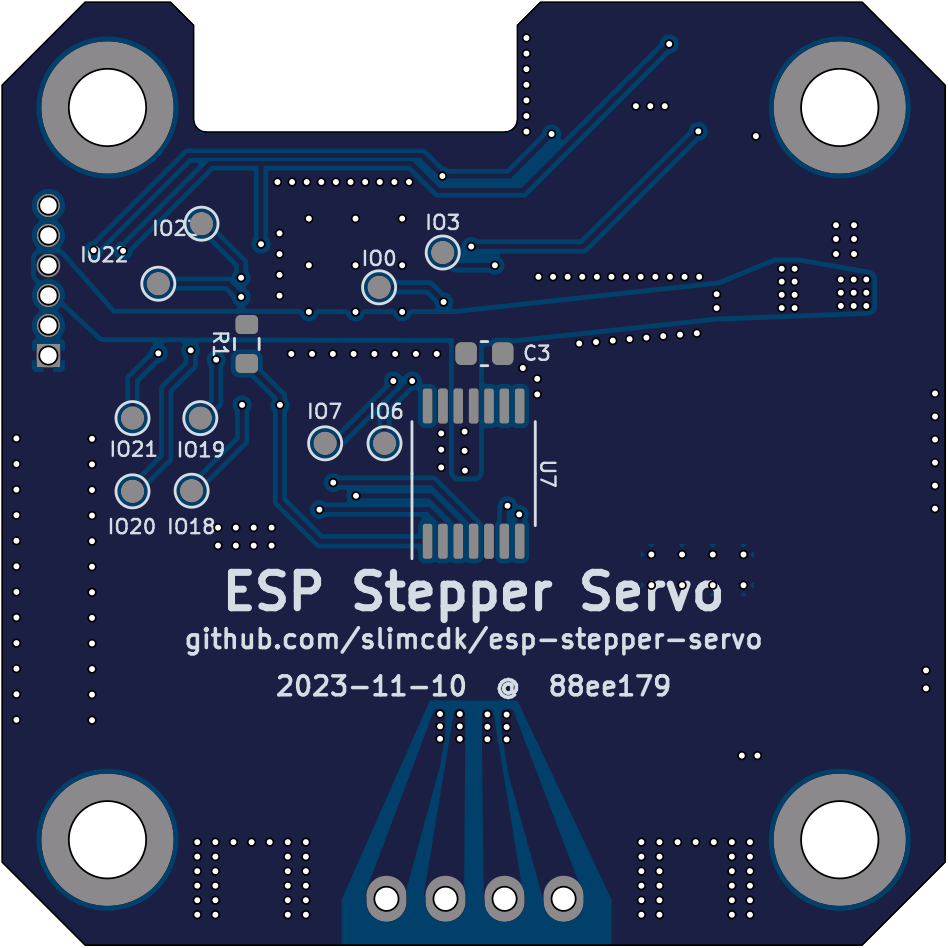 IO3
IO22
IO0
R1
C3
IO7
IO6
IO21
IO19
U7
IO20
IO18
ESP Stepper Servo
github.com/slimcdk/esp-stepper-servo
2023-11-10 @ 88ee179